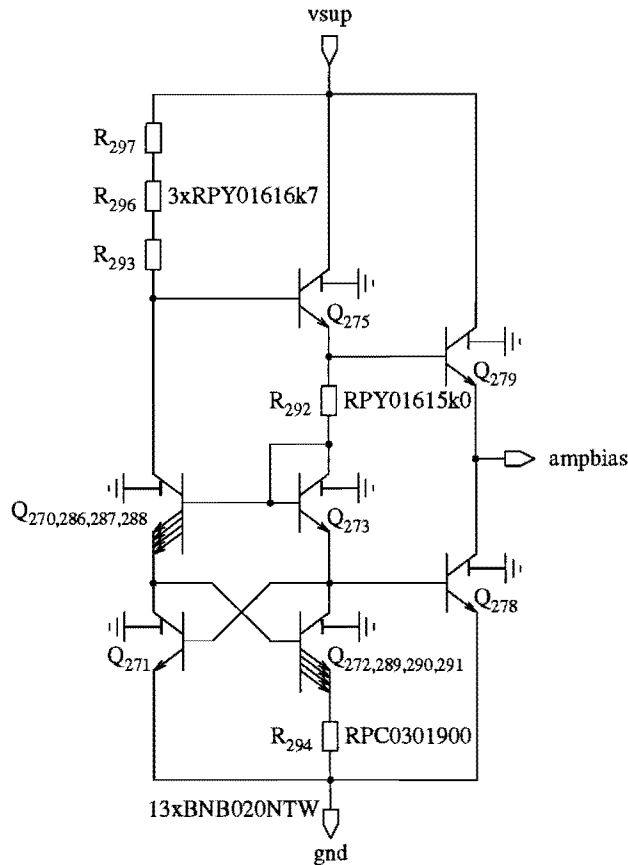 vsup
R297
R296 3xRPY01616k7
R293
Q275
Q279
R292 RPY01615k0
ampbias
Q270,286,287,288
Q273
Q278
Q271
Q272,289,290,291
R294 RPC0301900
13xBNB020NTW
gnd